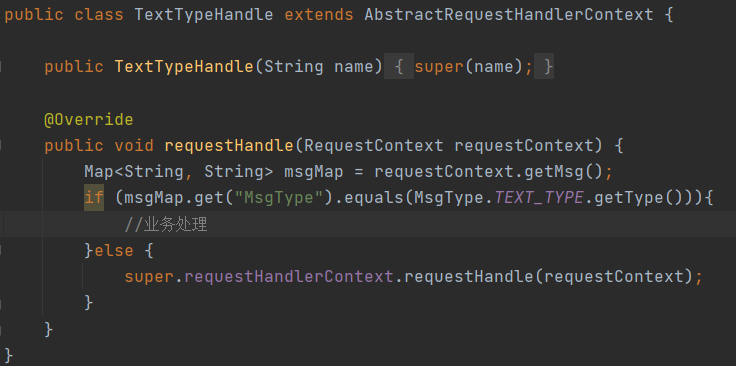 public class TextTypeHandle extends AbstractRequestHandlerContext {
public TextTypeHandle(String name) { super(name); }
@Override
public void requestHandle(RequestContext requestContext) {
Map<String, String> msgMap = requestContext.getMsg();
if (msgMap.get("MsgType").equals(MsgType.TEXT_TYPE.getType())){
//业务处理
}else {
super.requestHandlerContext.requestHandle(requestContext);
}
}
}